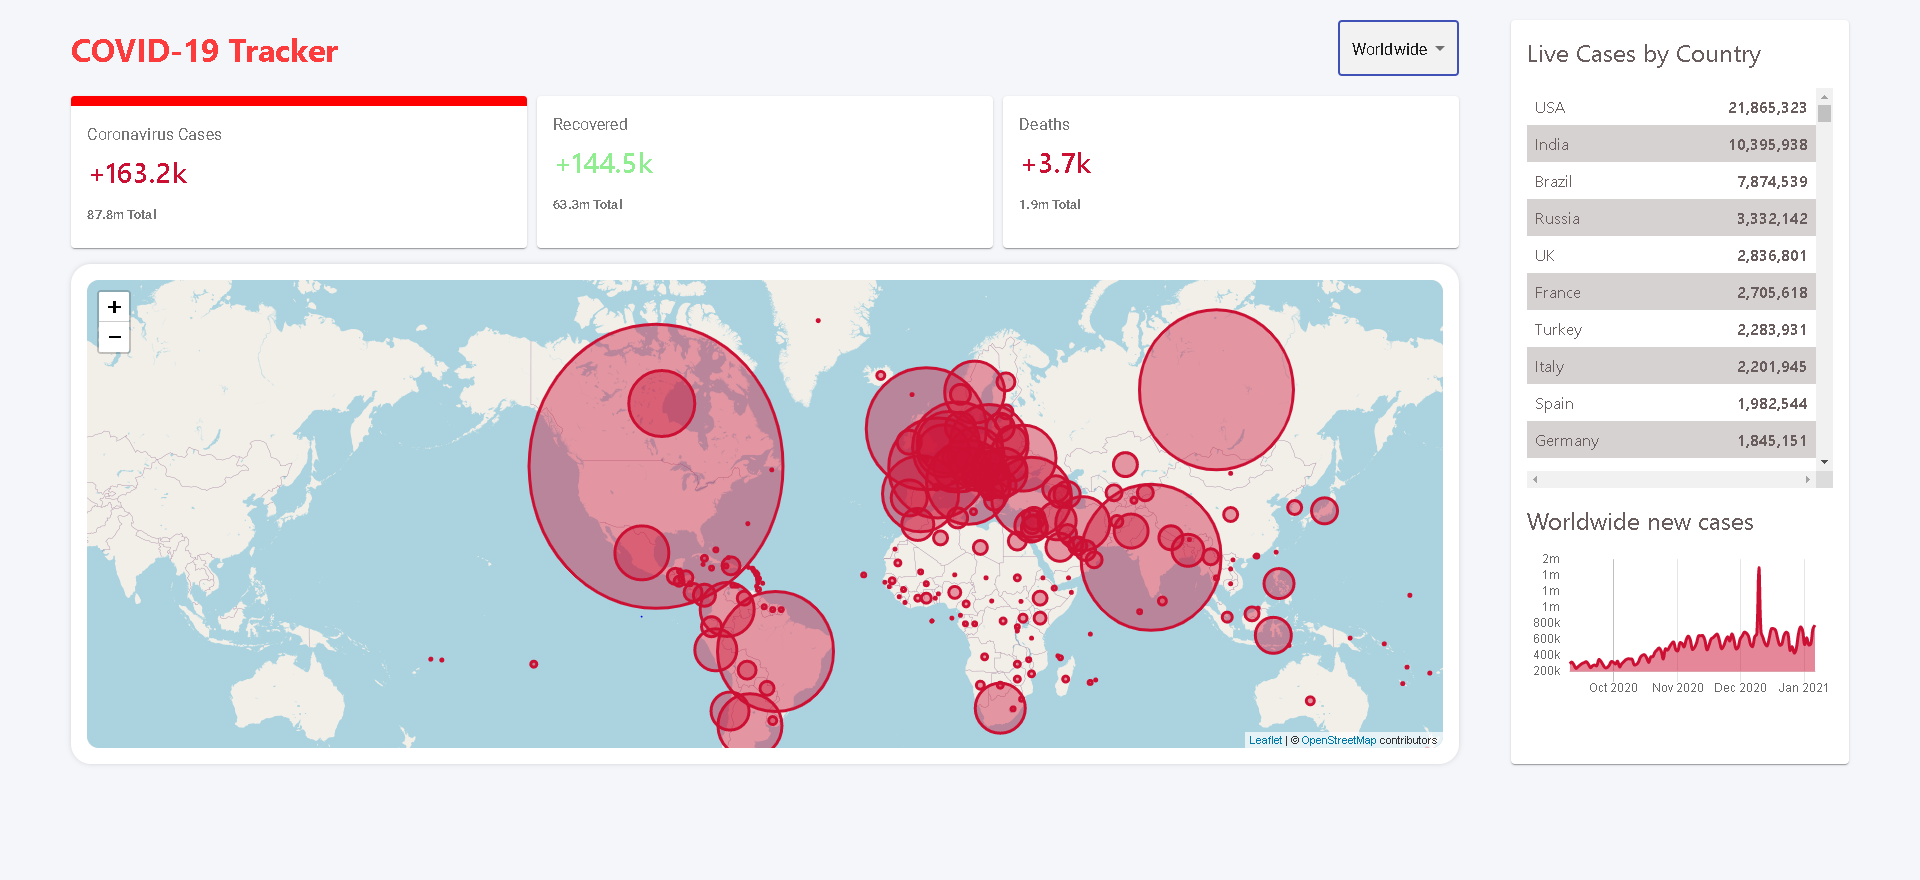 COVID-19 Tracker
Worldwide
Coronavirus Cases
+163.2k
87.8m Total
Recovered
+144.5k
63.3m Total
Deaths
+3.7k
1.9m Total
+
−
Leaflet | © OpenStreetMap contributors
Live Cases by Country
USA 21,865,323
India 10,395,938
Brazil 7,874,539
Russia 3,332,142
UK 2,836,801
France 2,705,618
Turkey 2,283,931
Italy 2,201,945
Spain 1,982,544
Germany 1,845,151
Worldwide new cases
2m
1m
1m
1m
800k
600k
400k
200k
Oct 2020 Nov 2020 Dec 2020 Jan 2021